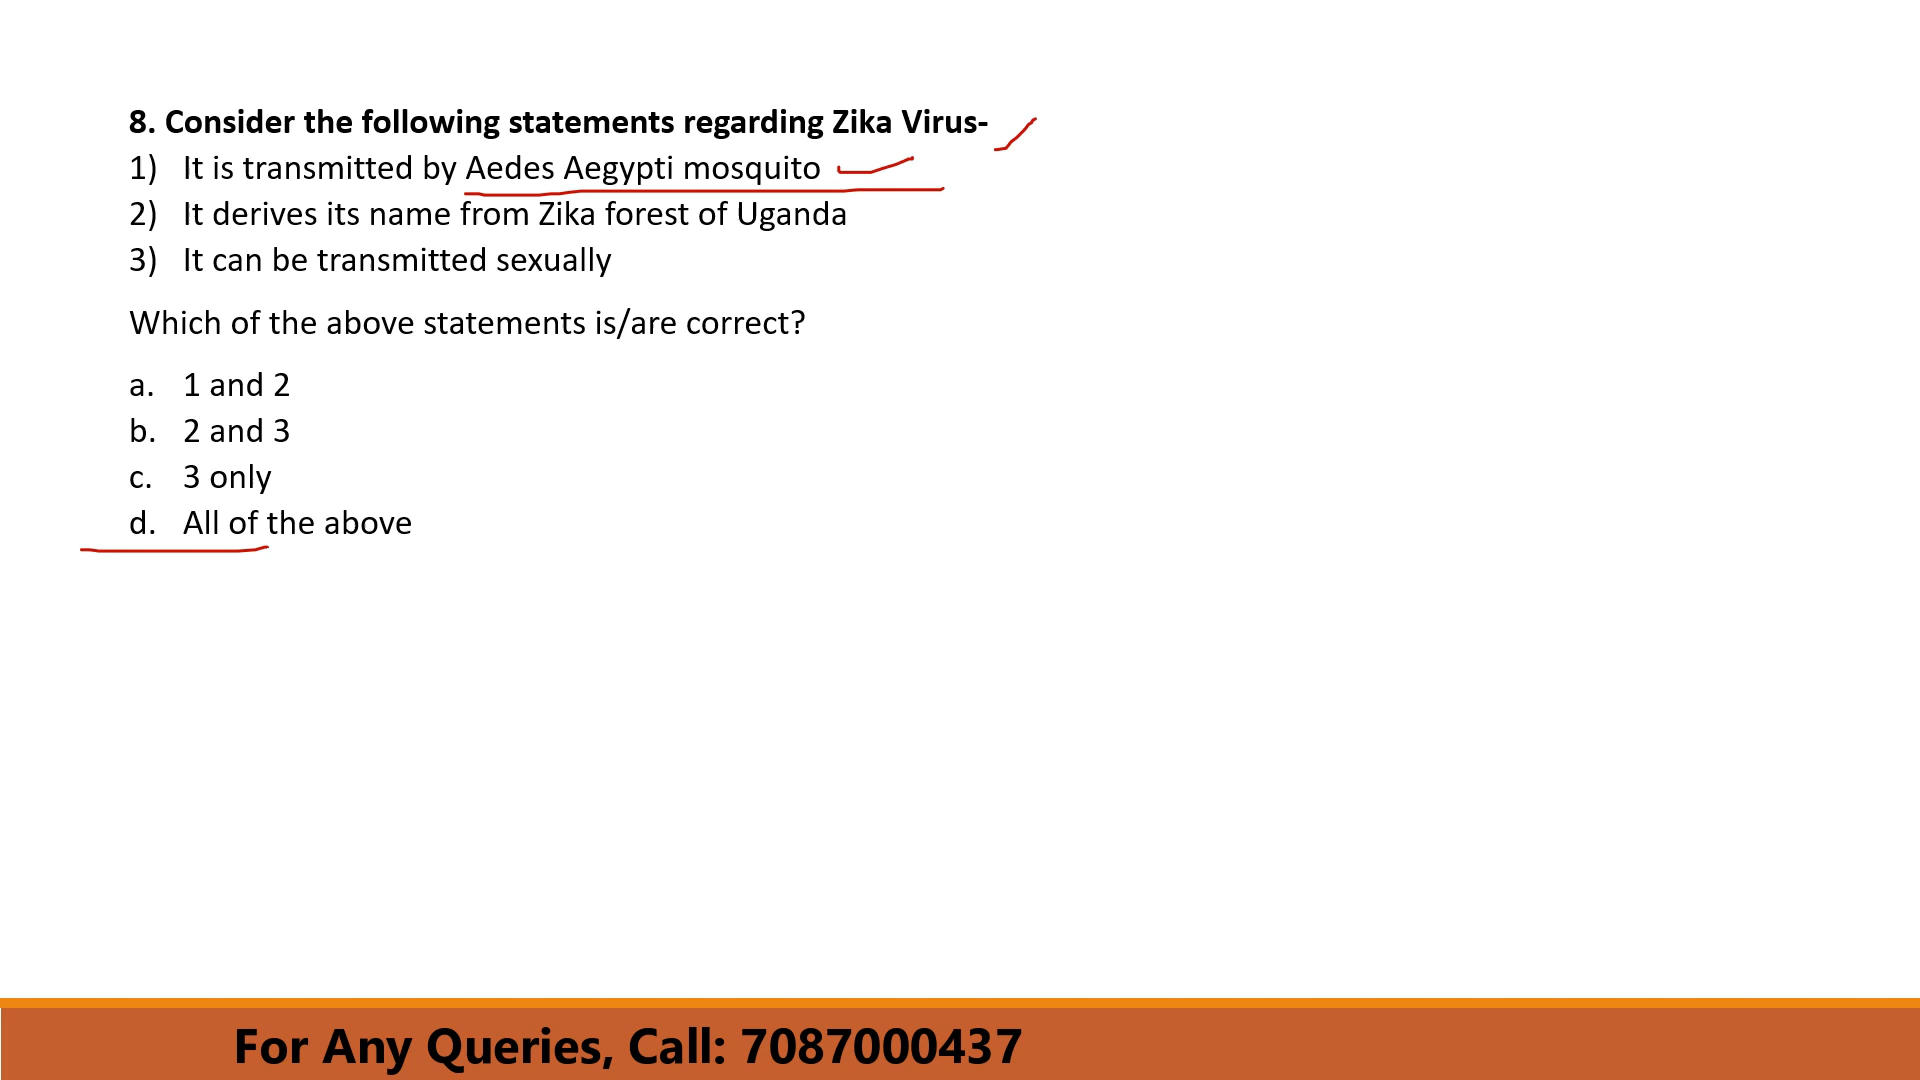 8. Consider the following statements regarding Zika Virus-
1) It is transmitted by Aedes Aegypti mosquito
2) It derives its name from Zika forest of Uganda
3) It can be transmitted sexually
Which of the above statements is/are correct?
a. 1 and 2
b. 2 and 3
c. 3 only
d. All of the above
For Any Queries, Call: 7087000437